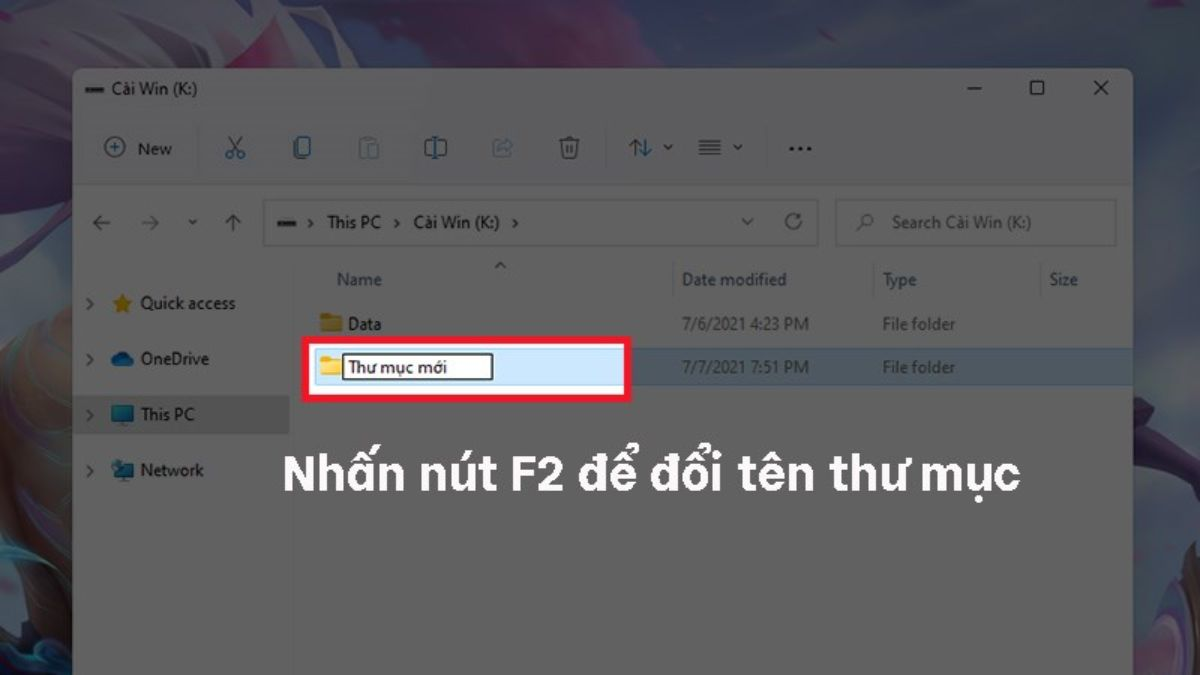 Cài Win (K:)
New
This PC > Cài Win (K:) >
Search Cài Win (K:)
Name Date modified Type Size
Quick access
Data 7/6/2021 4:23 PM File folder
OneDrive
Thư mục mới 7/7/2021 7:51 PM File folder
This PC
Network
Nhấn nút F2 để đổi tên thư mục